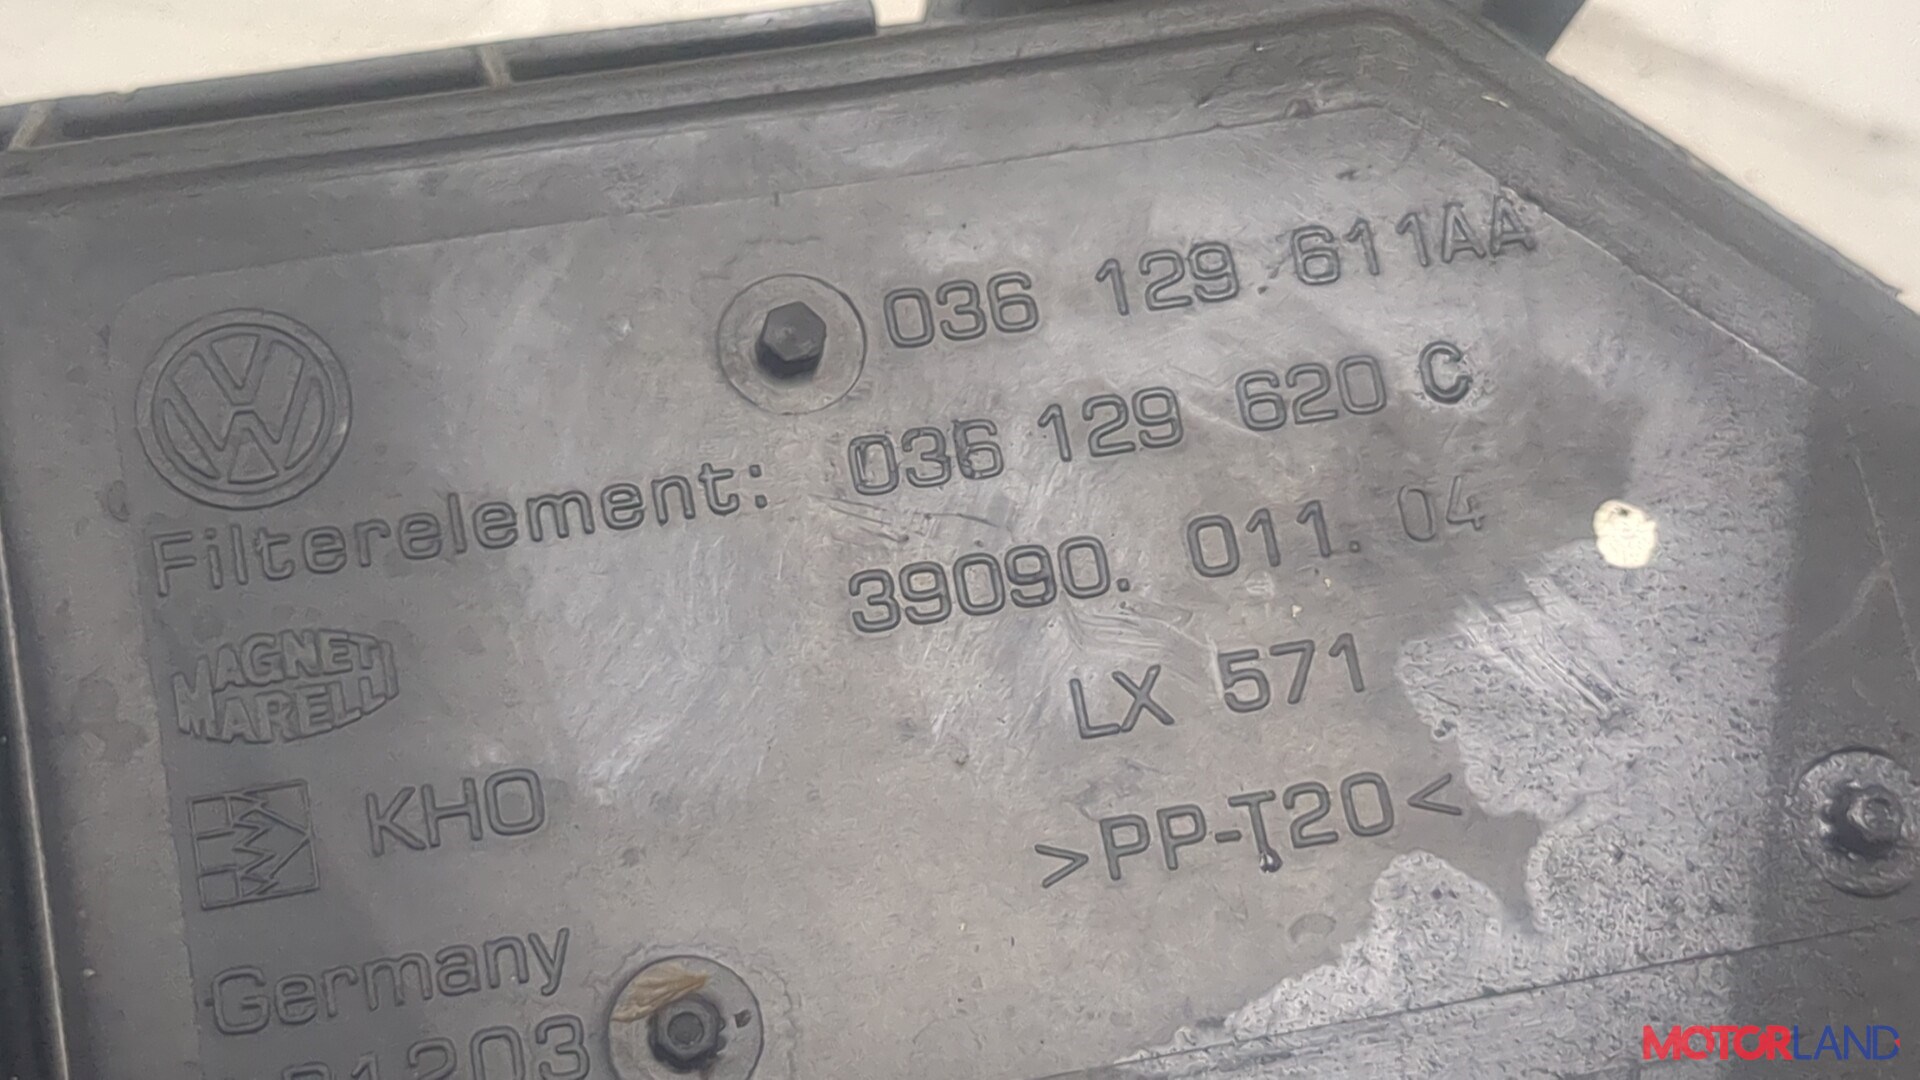 036 129 611AA
Filterelement: 036 129 620 C
39090. 011. 04
MAGNETI
MARELLI
LX 571
KHO
>PP-T20<
Germany
MOTORLAND